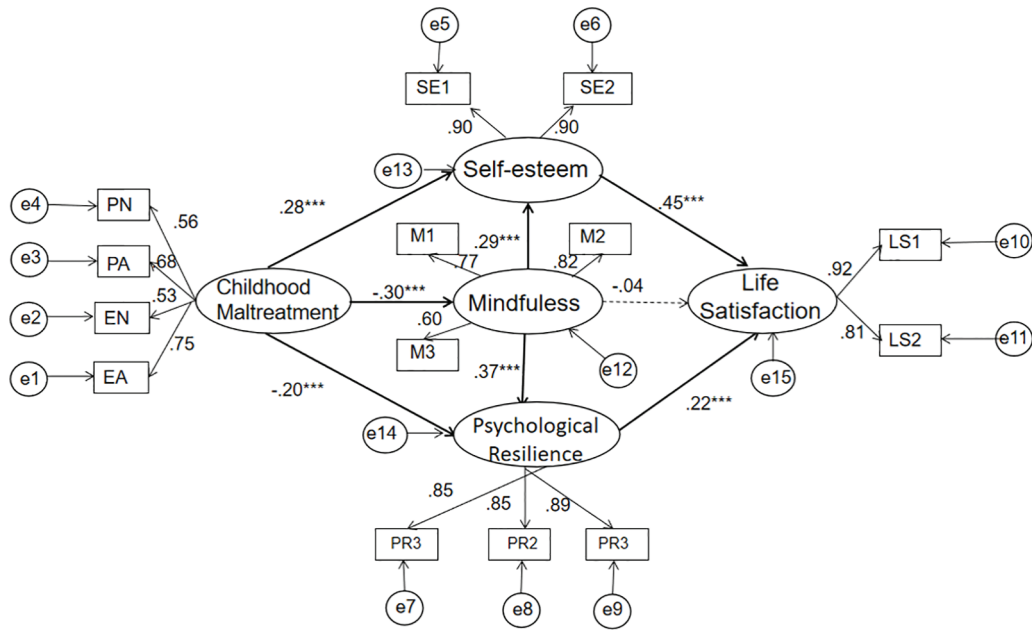 e5
e6
SE1
SE2
.90
.90
e13
Self-esteem
e4
PN
.56
.28***
.45***
M1
.29***
M2
LS1
e10
e3
PA
.68
.77
.82
.92
Childhood
Maltreatment
-.30***
Mindfuless
-.04
Life
Satisfaction
e2
EN
.53
.60
.81
LS2
e11
M3
.75
e1
EA
.37***
e12
e15
-.20***
.22***
e14
Psychological
Resilience
.85
.85
.89
PR3
PR2
PR3
e7
e8
e9